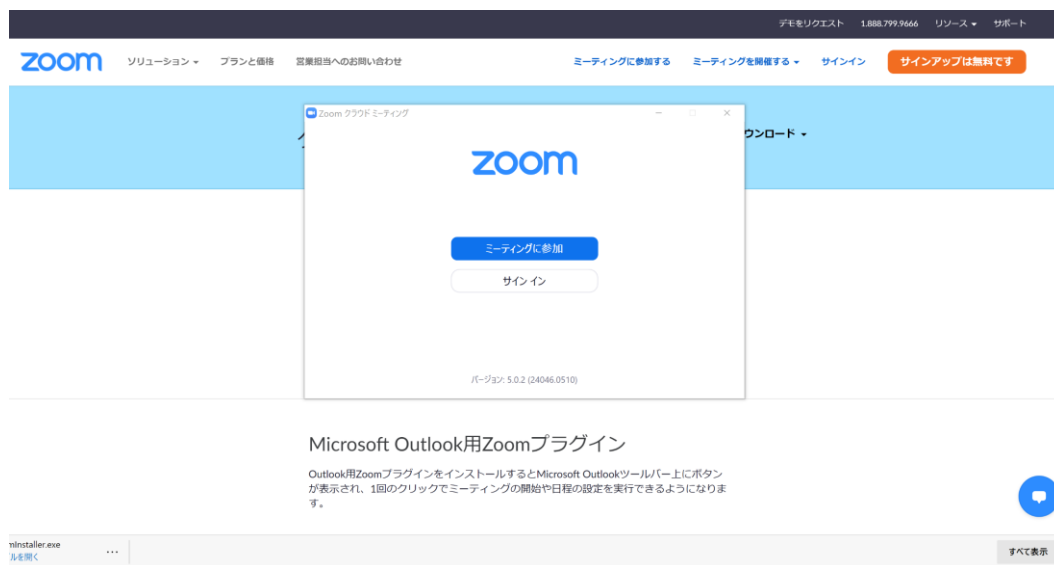 デモをリクエスト 1.888.799.9666 リソース サポート
zoom ソリューション プランと価格 営業担当へのお問い合わせ ミーティングに参加する ミーティングを開催する サインイン サインアップは無料です
Zoom クラウド ミーティング
ウンロード
zoom
ミーティングに参加
サイン イン
バージョン: 5.0.2 (24046.0510)
Microsoft Outlook用Zoomプラグイン
Outlook用ZoomプラグインをインストールするとMicrosoft Outlookツールバー上にボタン
が表示され、1回のクリックでミーティングの開始や日程の設定を実行できるようになりま
す。
mInstaller.exe
ルを開く ...
すべて表示